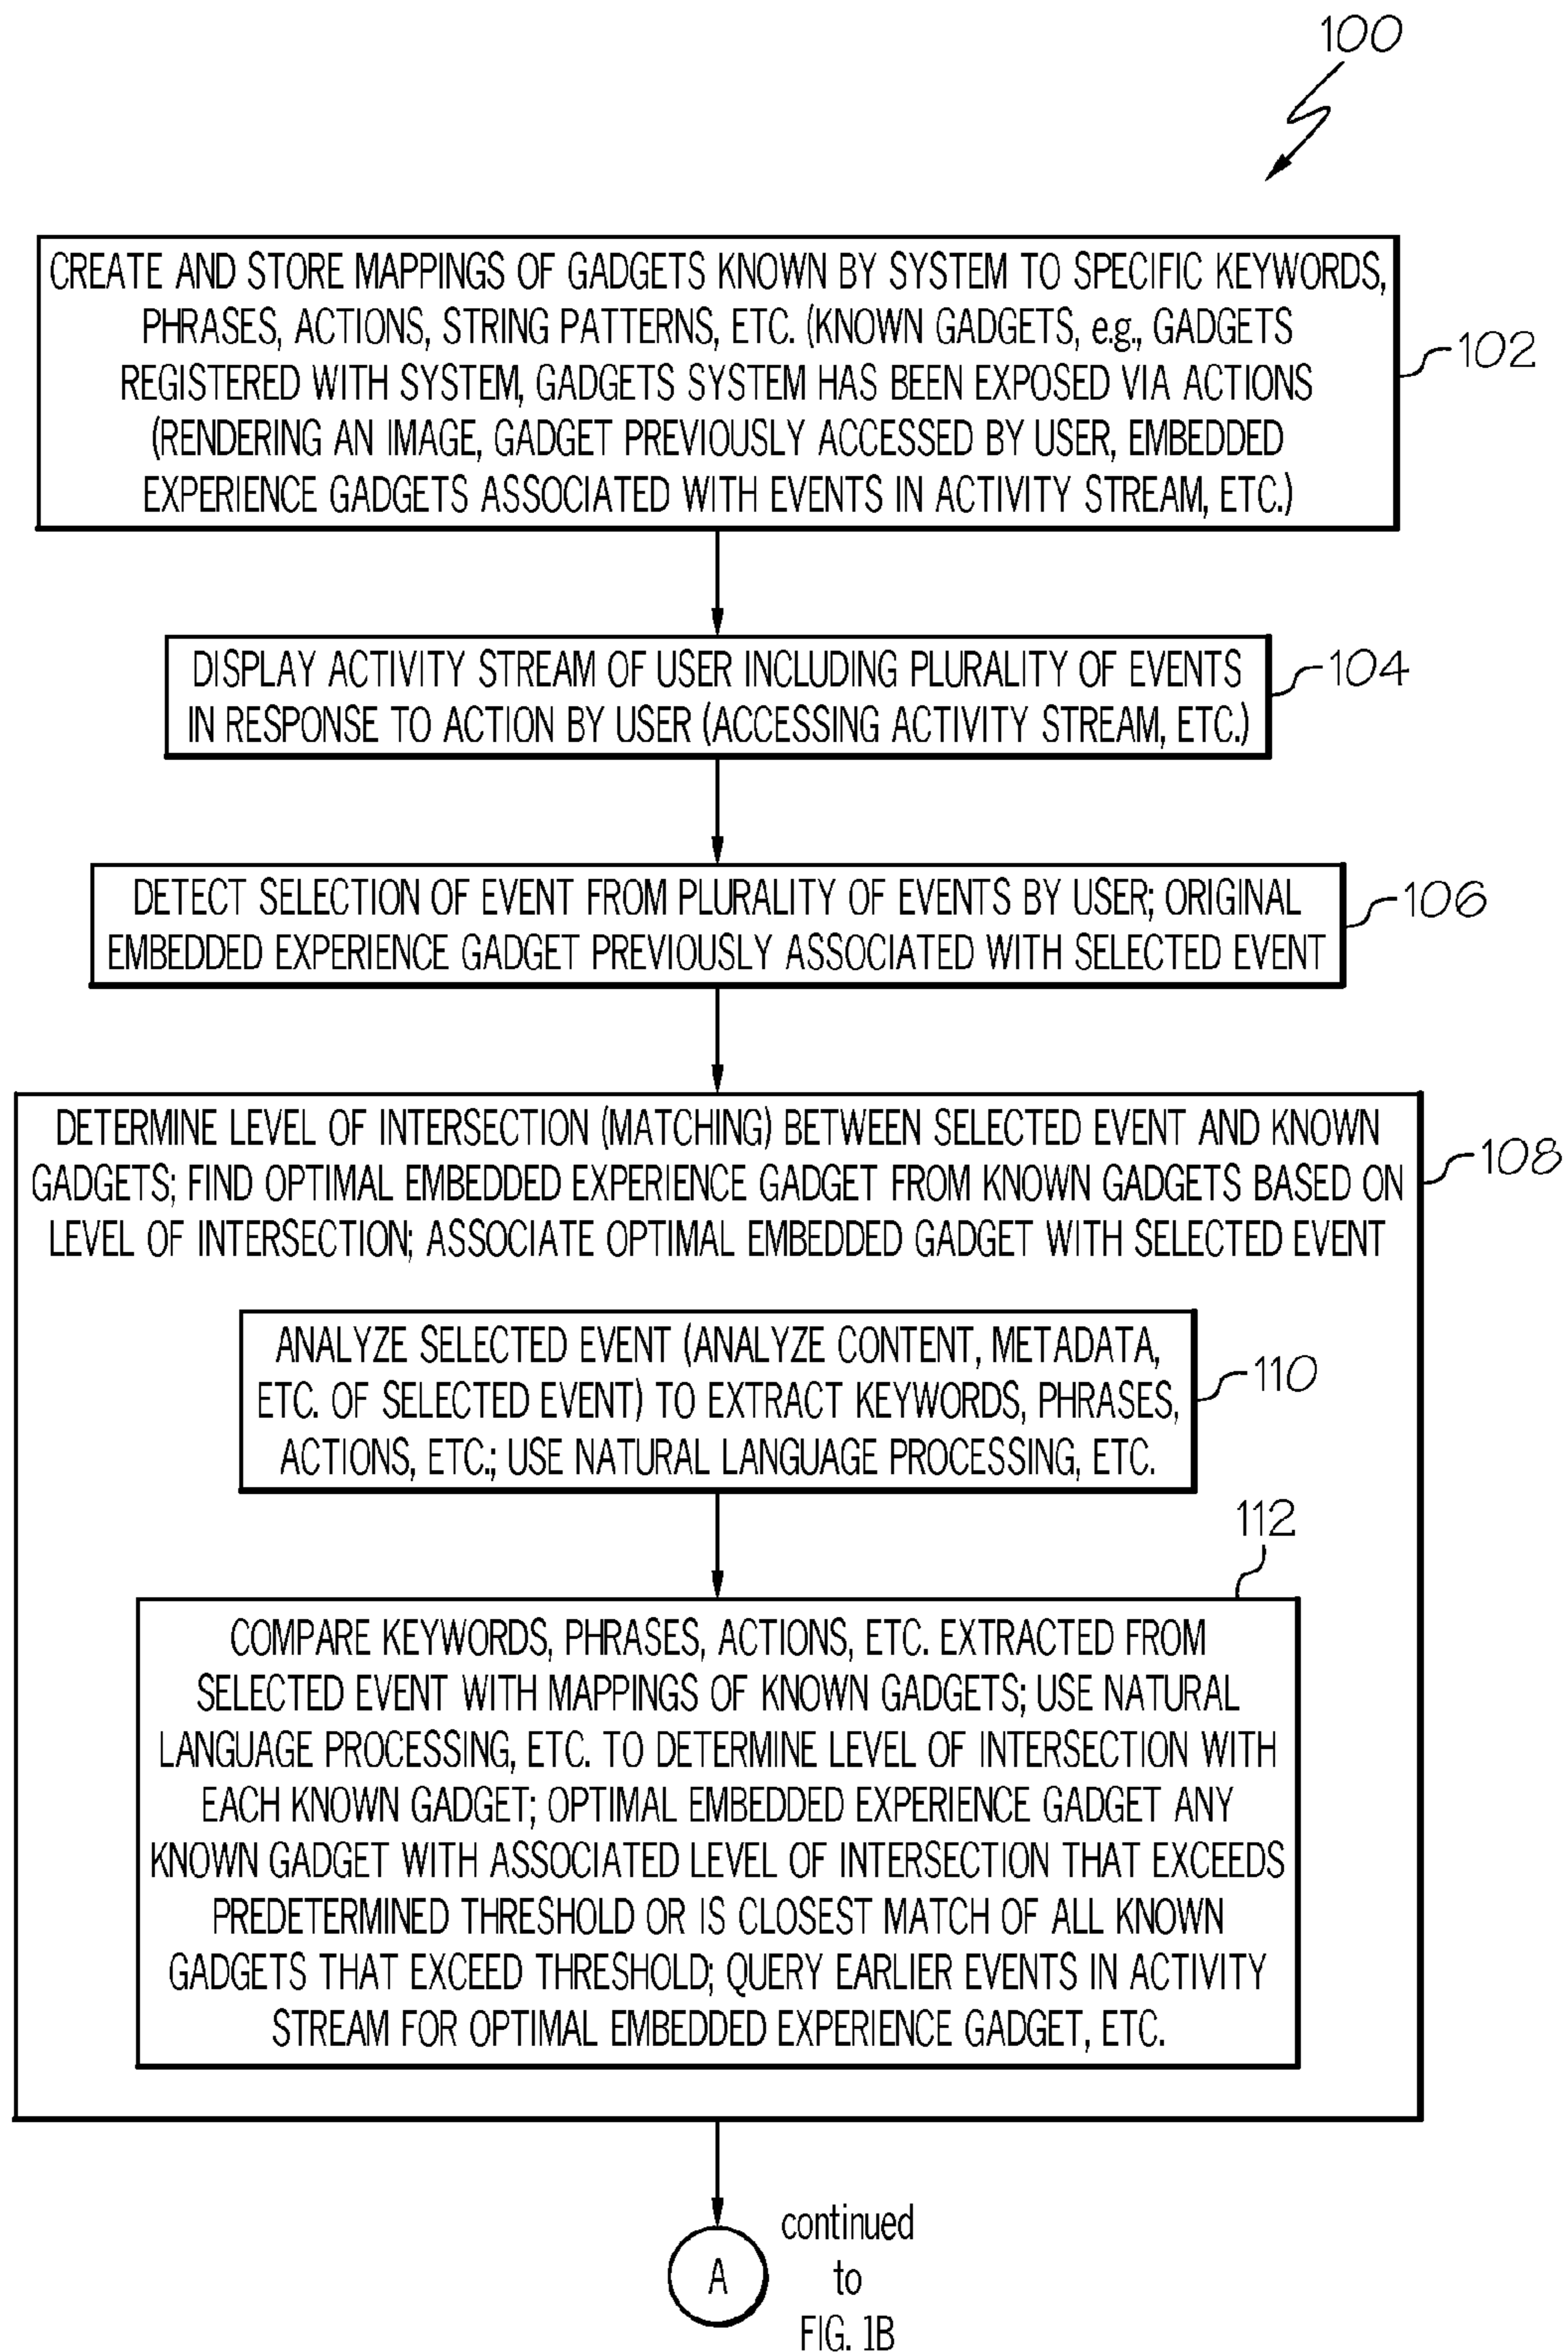 100
CREATE AND STORE MAPPINGS OF GADGETS KNOWN BY SYSTEM TO SPECIFIC KEYWORDS,
PHRASES, ACTIONS, STRING PATTERNS, ETC. (KNOWN GADGETS, e.g., GADGETS
REGISTERED WITH SYSTEM, GADGETS SYSTEM HAS BEEN EXPOSED VIA ACTIONS
(RENDERING AN IMAGE, GADGET PREVIOUSLY ACCESSED BY USER, EMBEDDED
EXPERIENCE GADGETS ASSOCIATED WITH EVENTS IN ACTIVITY STREAM, ETC.)
102
DISPLAY ACTIVITY STREAM OF USER INCLUDING PLURALITY OF EVENTS
IN RESPONSE TO ACTION BY USER (ACCESSING ACTIVITY STREAM, ETC.)
104
DETECT SELECTION OF EVENT FROM PLURALITY OF EVENTS BY USER; ORIGINAL
EMBEDDED EXPERIENCE GADGET PREVIOUSLY ASSOCIATED WITH SELECTED EVENT
106
DETERMINE LEVEL OF INTERSECTION (MATCHING) BETWEEN SELECTED EVENT AND KNOWN
GADGETS; FIND OPTIMAL EMBEDDED EXPERIENCE GADGET FROM KNOWN GADGETS BASED ON
LEVEL OF INTERSECTION; ASSOCIATE OPTIMAL EMBEDDED GADGET WITH SELECTED EVENT
108
ANALYZE SELECTED EVENT (ANALYZE CONTENT, METADATA,
ETC. OF SELECTED EVENT) TO EXTRACT KEYWORDS, PHRASES,
ACTIONS, ETC.; USE NATURAL LANGUAGE PROCESSING, ETC.
110
112
COMPARE KEYWORDS, PHRASES, ACTIONS, ETC. EXTRACTED FROM
SELECTED EVENT WITH MAPPINGS OF KNOWN GADGETS; USE NATURAL
LANGUAGE PROCESSING, ETC. TO DETERMINE LEVEL OF INTERSECTION WITH
EACH KNOWN GADGET; OPTIMAL EMBEDDED EXPERIENCE GADGET ANY
KNOWN GADGET WITH ASSOCIATED LEVEL OF INTERSECTION THAT EXCEEDS
PREDETERMINED THRESHOLD OR IS CLOSEST MATCH OF ALL KNOWN
GADGETS THAT EXCEED THRESHOLD; QUERY EARLIER EVENTS IN ACTIVITY
STREAM FOR OPTIMAL EMBEDDED EXPERIENCE GADGET, ETC.
A
continued
to
FIG. 1B